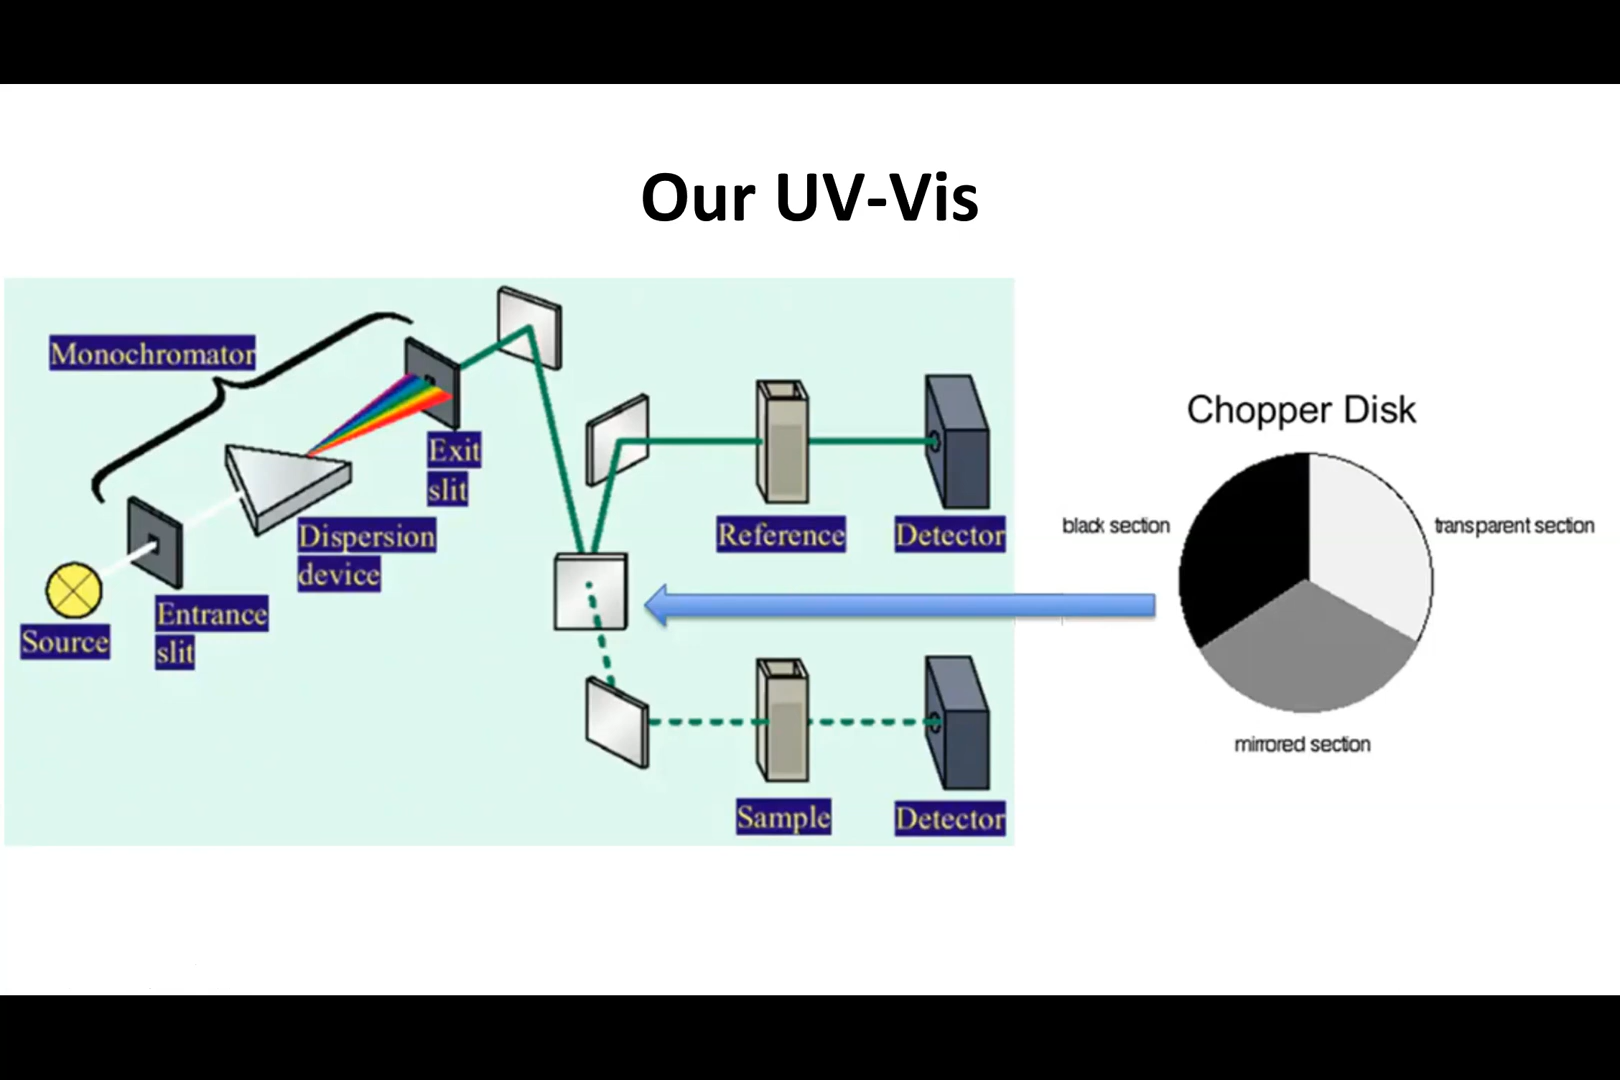 Our UV-Vis
Monochromator
Exit
slit
Dispersion
device
Entrance
slit
Source
Reference
Detector
Sample
Detector
Chopper Disk
black section
transparent section
mirrored section